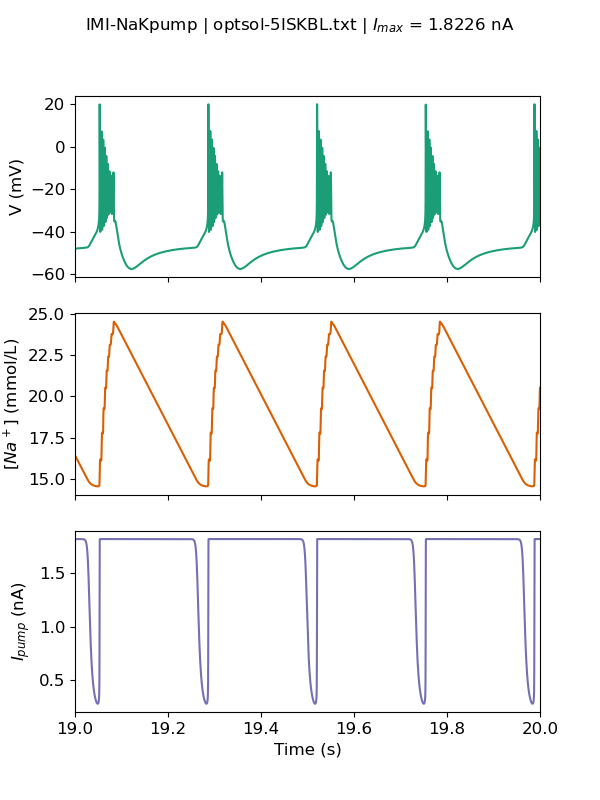 IMI-NaKpump | optsol-5ISKBL.txt | I_max = 1.8226 nA
20
0
−20
−40
−60
V (mV)
25.0
22.5
20.0
17.5
15.0
[Na⁺] (mmol/L)
1.5
1.0
0.5
I_pump (nA)
19.0 19.2 19.4 19.6 19.8 20.0
Time (s)